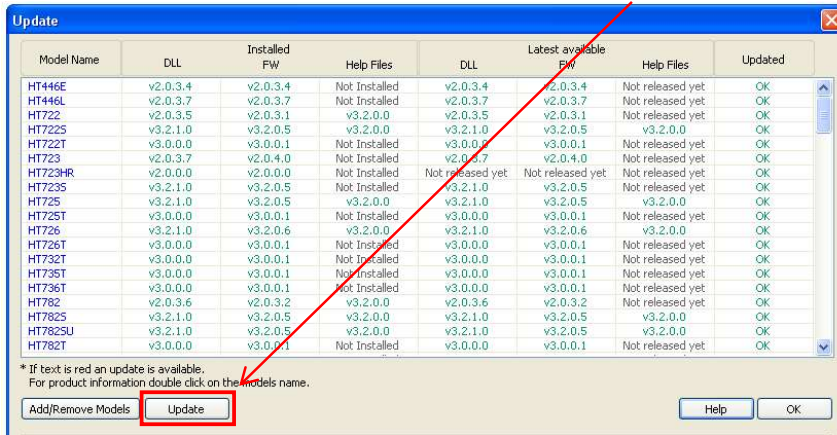 Update
Installed Latest available
Model Name DLL FW Help Files DLL FW Help Files Updated
HT446E v2.0.3.4 v2.0.3.4 Not Installed v2.0.3.4 v2.0.3.4 Not released yet OK
HT446L v2.0.3.7 v2.0.3.7 Not Installed v2.0.3.7 v2.0.3.7 Not released yet OK
HT722 v2.0.3.5 v2.0.3.1 v3.2.0.0 v2.0.3.5 v2.0.3.1 Not released yet OK
HT722S v3.2.1.0 v3.2.0.5 v3.2.0.0 v3.2.1.0 v3.2.0.5 v3.2.0.0 OK
HT722T v3.0.0.0 v3.0.0.1 Not Installed v3.0.0.0 v3.0.0.1 Not released yet OK
HT723 v2.0.3.7 v2.0.4.0 Not Installed v2.0.3.7 v2.0.4.0 Not released yet OK
HT723HR v2.0.0.0 v2.0.0.0 Not Installed Not released yet Not released yet Not released yet OK
HT723S v3.2.1.0 v3.2.0.5 Not Installed v3.2.1.0 v3.2.0.5 Not released yet OK
HT725 v3.2.1.0 v3.2.0.5 v3.2.0.0 v3.2.1.0 v3.2.0.5 v3.2.0.0 OK
HT725T v3.0.0.0 v3.0.0.1 Not Installed v3.0.0.0 v3.0.0.1 Not released yet OK
HT726 v3.2.1.0 v3.2.0.6 v3.2.0.0 v3.2.1.0 v3.2.0.6 v3.2.0.0 OK
HT726T v3.0.0.0 v3.0.0.1 Not Installed v3.0.0.0 v3.0.0.1 Not released yet OK
HT732T v3.0.0.0 v3.0.0.1 Not Installed v3.0.0.0 v3.0.0.1 Not released yet OK
HT735T v3.0.0.0 v3.0.0.1 Not Installed v3.0.0.0 v3.0.0.1 Not released yet OK
HT736T v3.0.0.0 v3.0.0.1 Not Installed v3.0.0.0 v3.0.0.1 Not released yet OK
HT782 v2.0.3.6 v2.0.3.2 v3.2.0.0 v2.0.3.6 v2.0.3.2 Not released yet OK
HT782S v3.2.1.0 v3.2.0.5 v3.2.0.0 v3.2.1.0 v3.2.0.5 v3.2.0.0 OK
HT782SU v3.2.1.0 v3.2.0.5 v3.2.0.0 v3.2.1.0 v3.2.0.5 v3.2.0.0 OK
HT782T v3.0.0.0 v3.0.0.1 Not Installed v3.0.0.0 v3.0.0.1 Not released yet OK
* If text is red an update is available.
For product information double click on the models name.
Add/Remove Models Update Help OK